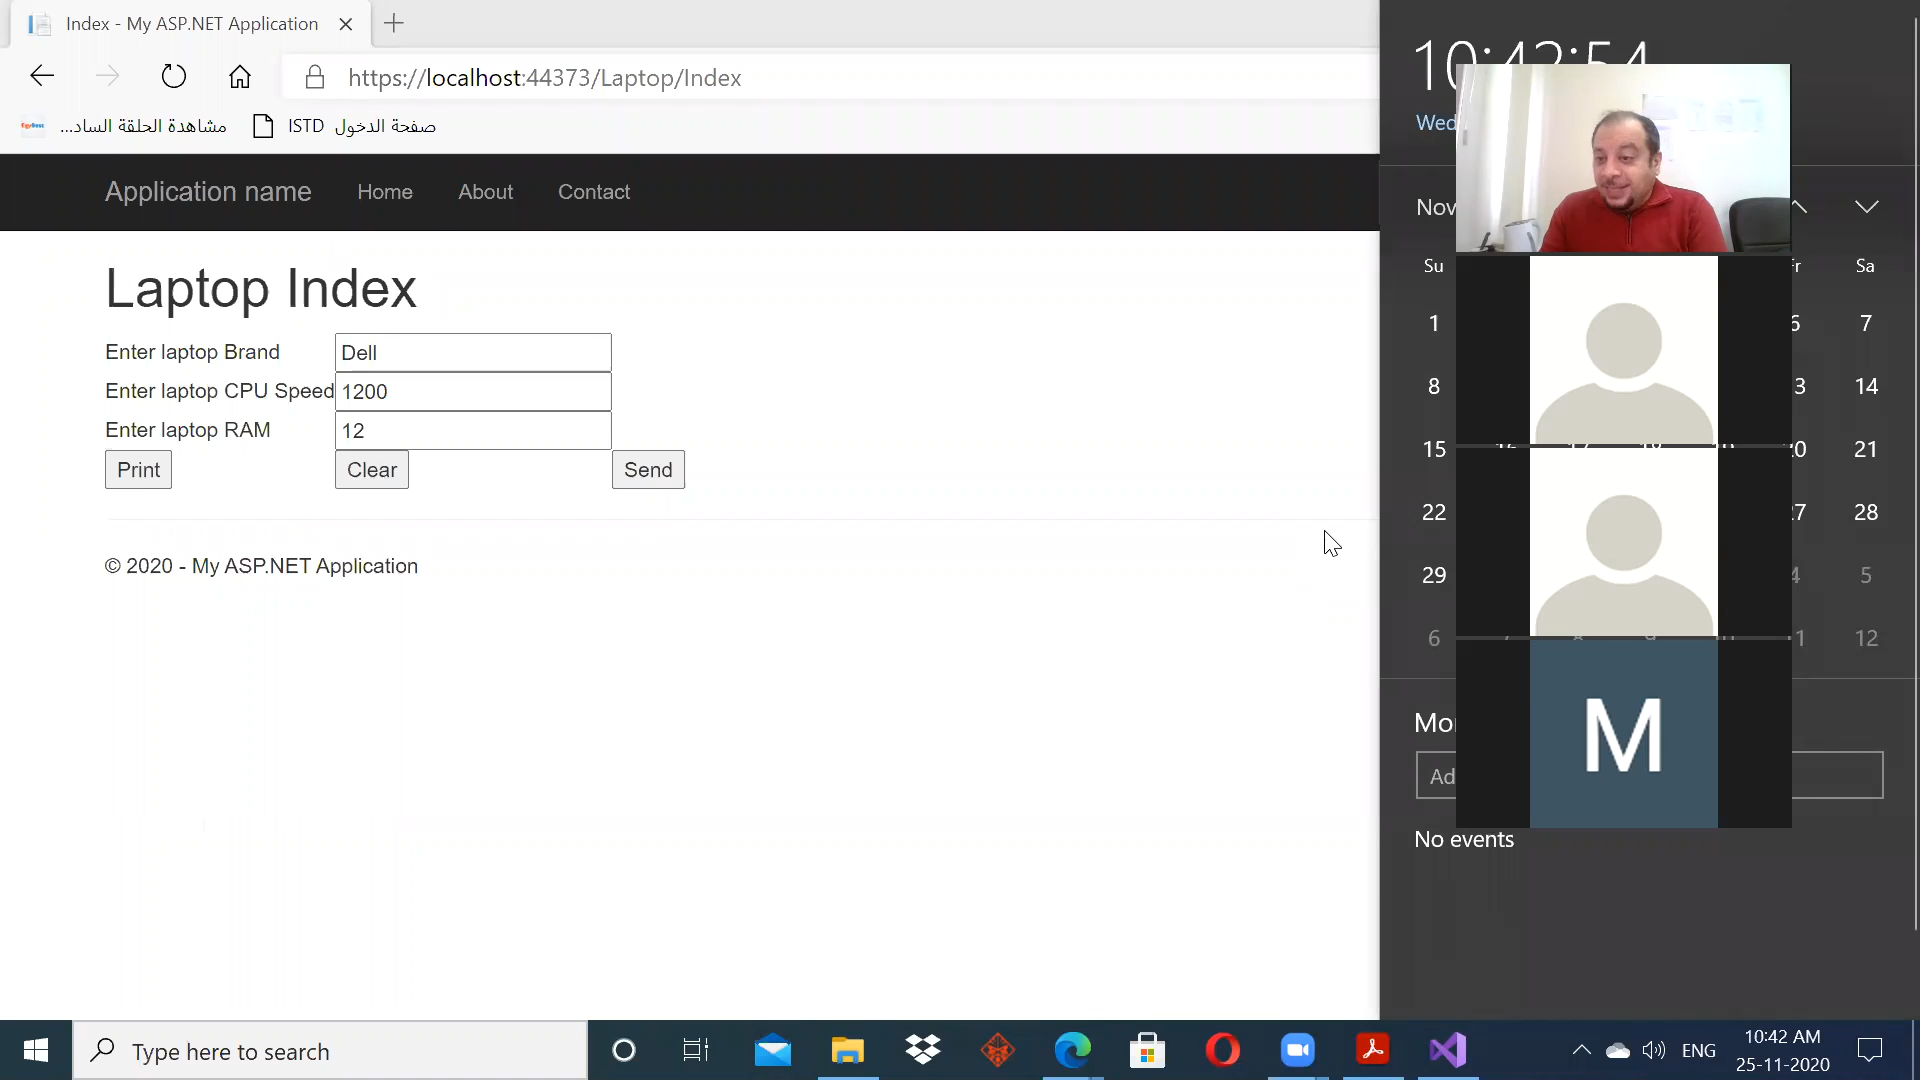 Index - My ASP.NET Application
https://localhost:44373/Laptop/Index
مشاهدة الحلقة الساد...
صفحة الدخول ISTD
Application name Home About Contact
Laptop Index
Enter laptop Brand Dell
Enter laptop CPU Speed 1200
Enter laptop RAM 12
Print Clear Send
© 2020 - My ASP.NET Application
10:42:54
Wed
Nov
Su Sa
1 7
8 14
15 21
22 28
29 5
6 12
M
No events
Type here to search
ENG
10:42 AM
25-11-2020